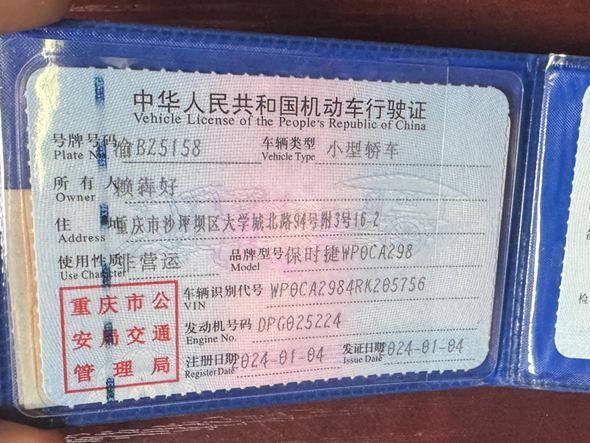 中华人民共和国机动车行驶证
Vehicle License of the People's Republic of China
号牌号码 渝BZ5158 车辆类型 小型轿车
Plate No. Vehicle Type
所有人 赖犇好
Owner
住址 重庆市沙坪坝区大学城北路94号附3号16-2
Address
使用性质 非营运 品牌型号 保时捷WP0CA298
Use Character Model
车辆识别代号 WP0CA2984RK205756
VIN
发动机号码 DPG025224
Engine No.
注册日期 2024-01-04 发证日期 2024-01-04
Register Date Issue Date
重庆市公
安局交通
管理局